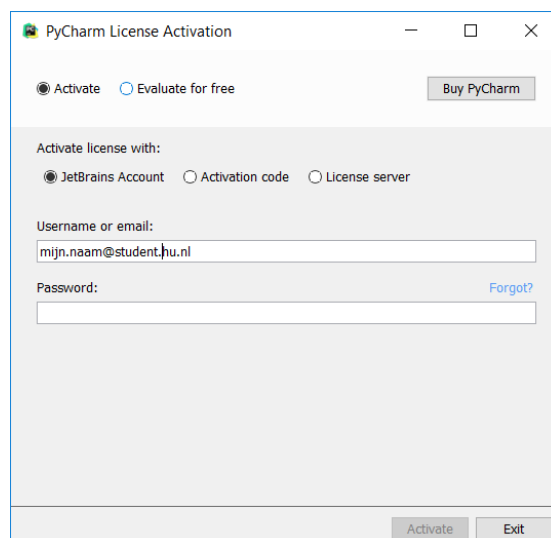 PyCharm License Activation
Activate Evaluate for free Buy PyCharm
Activate license with:
JetBrains Account Activation code License server
Username or email:
mijn.naam@student.hu.nl
Password: Forgot?
Activate Exit